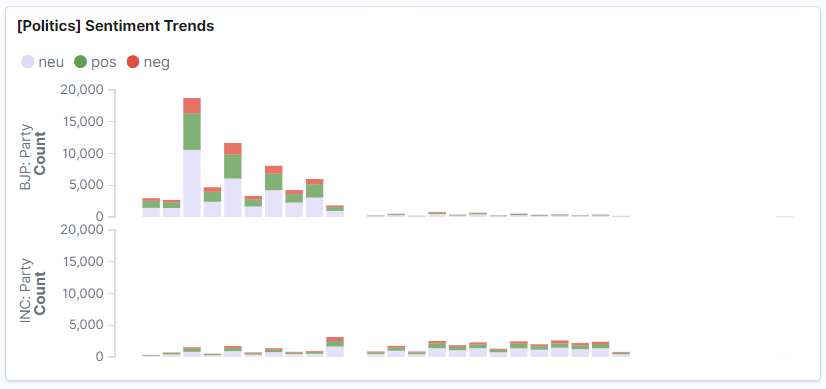 [Politics] Sentiment Trends
neu pos neg
BJP: Party
Count
20,000
15,000
10,000
5,000
0
INC: Party
Count
20,000
15,000
10,000
5,000
0